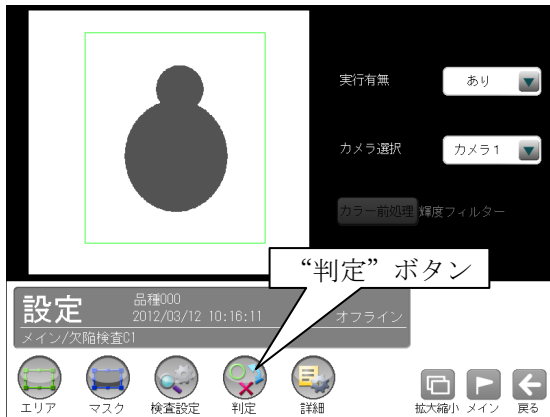 実行有無
あり
カメラ選択
カメラ1
カラー前処理 輝度フィルター
“判定”ボタン
設定
品種000
2012/03/12 10:16:11
オフライン
メイン/欠陥検査C1
エリア
マスク
検査設定
判定
詳細
拡大縮小
メイン
戻る